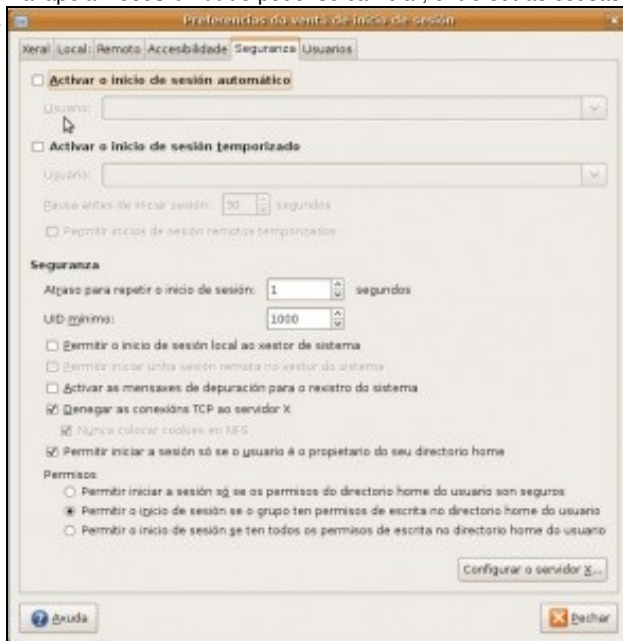 Preferencias da ventá de inicio de sesión
Xeral Local: Remoto Accesibilidade Seguranza Usuarios
Activar o inicio de sesión automático
Usuario:
Activar o inicio de sesión temporizado
Usuario:
Pausa antes de iniciar sesión: 30 segundos
Permitir inicios de sesión remotos temporizados
Seguranza
Atraso para repetir o inicio de sesión: 1 segundos
UID mínimo: 1000
Permitir o inicio de sesión local ao xestor de sistema
Permitir iniciar unha sesión remota no xestor do sistema
Activar as mensaxes de depuración para o rexistro do sistema
Denegar as conexións TCP ao servidor X
Nunca colocar cookies en NFS
Permitir iniciar a sesión só se o usuario é o propietario do seu directorio home
Permisos
Permitir iniciar a sesión só se os permisos do directorio home do usuario son seguros
Permitir o inicio de sesión se o grupo ten permisos de escrita no directorio home do usuario
Permitir o inicio de sesión se ten todos os permisos de escrita no directorio home do usuario
Configurar o servidor X...
Axuda Pechar